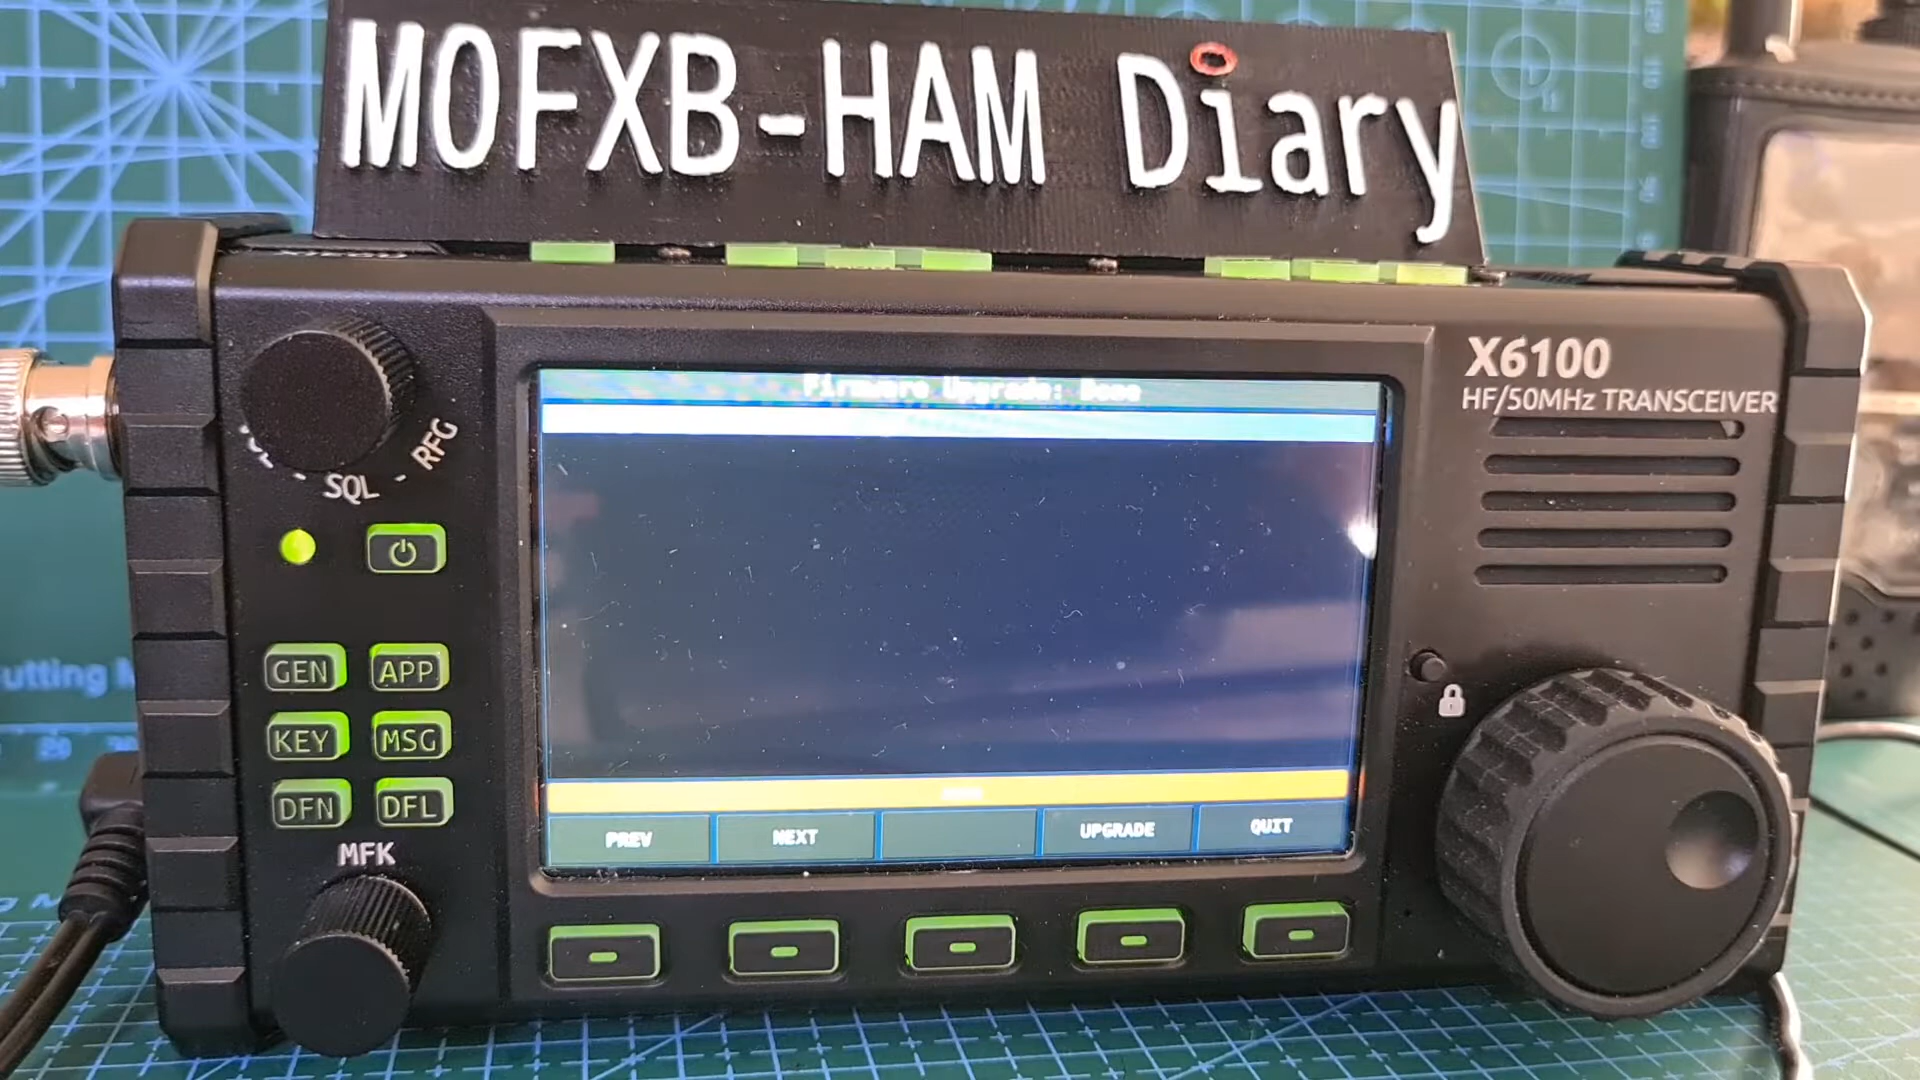 MOFXB-HAM Diary
X6100
HF/50MHz TRANSCEIVER
Firmware Upgrade: Done
RFG
SQL
GEN APP
KEY MSG
DFN DFL
MFK
PREV NEXT UPGRADE QUIT